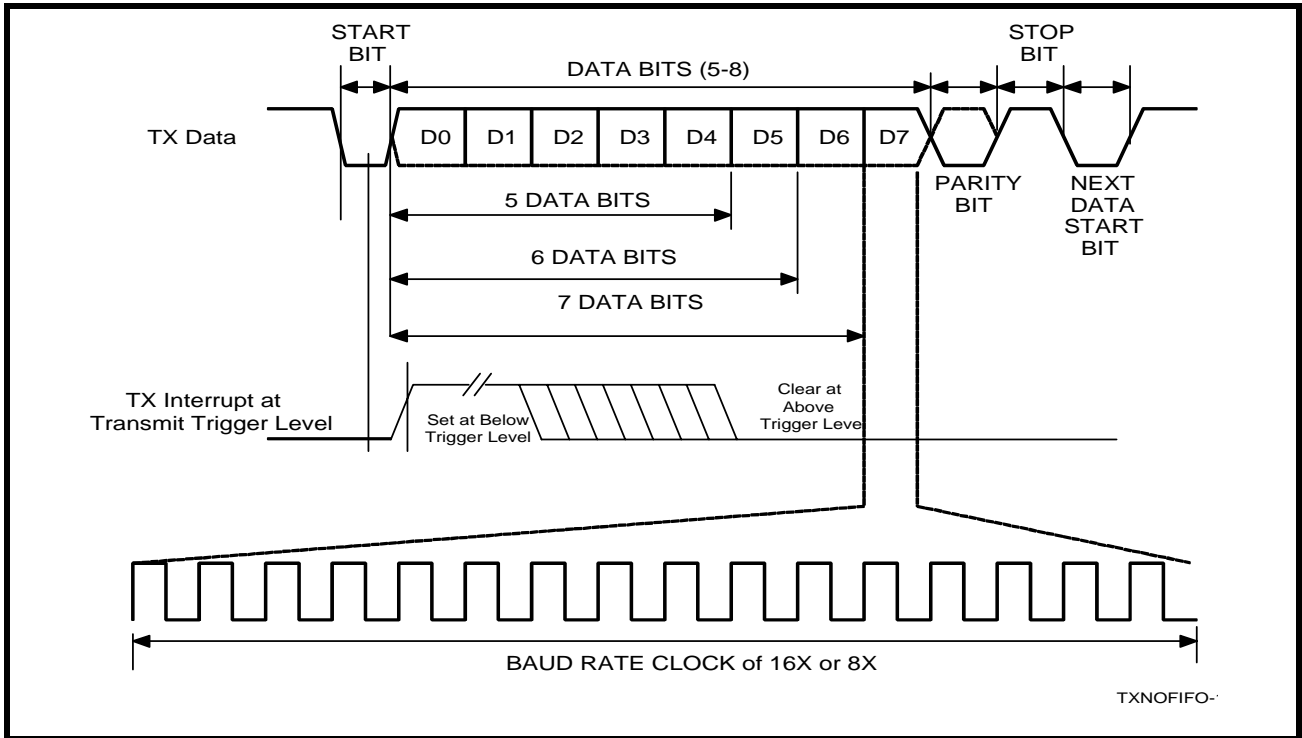 START
BIT
STOP
BIT
DATA BITS (5-8)
TX Data
D0 D1 D2 D3 D4 D5 D6 D7
PARITY
BIT
NEXT
DATA
START
BIT
5 DATA BITS
6 DATA BITS
7 DATA BITS
TX Interrupt at
Transmit Trigger Level
Set at Below
Trigger Level
Clear at
Above
Trigger Leve
BAUD RATE CLOCK of 16X or 8X
TXNOFIFO-